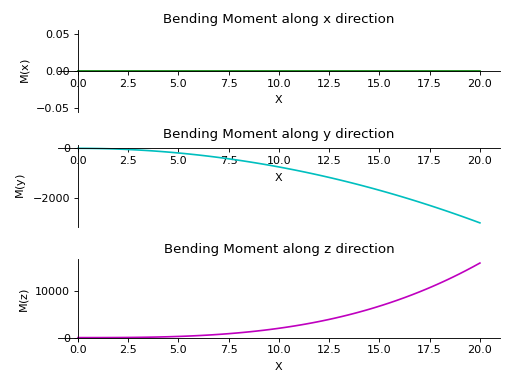 Bending Moment along x direction
0.05
0.00
−0.05
M(x)
0.0 2.5 5.0 7.5 10.0 12.5 15.0 17.5 20.0
X
Bending Moment along y direction
0
−2000
M(y)
0.0 2.5 5.0 7.5 10.0 12.5 15.0 17.5 20.0
X
Bending Moment along z direction
10000
0
M(z)
0.0 2.5 5.0 7.5 10.0 12.5 15.0 17.5 20.0
X